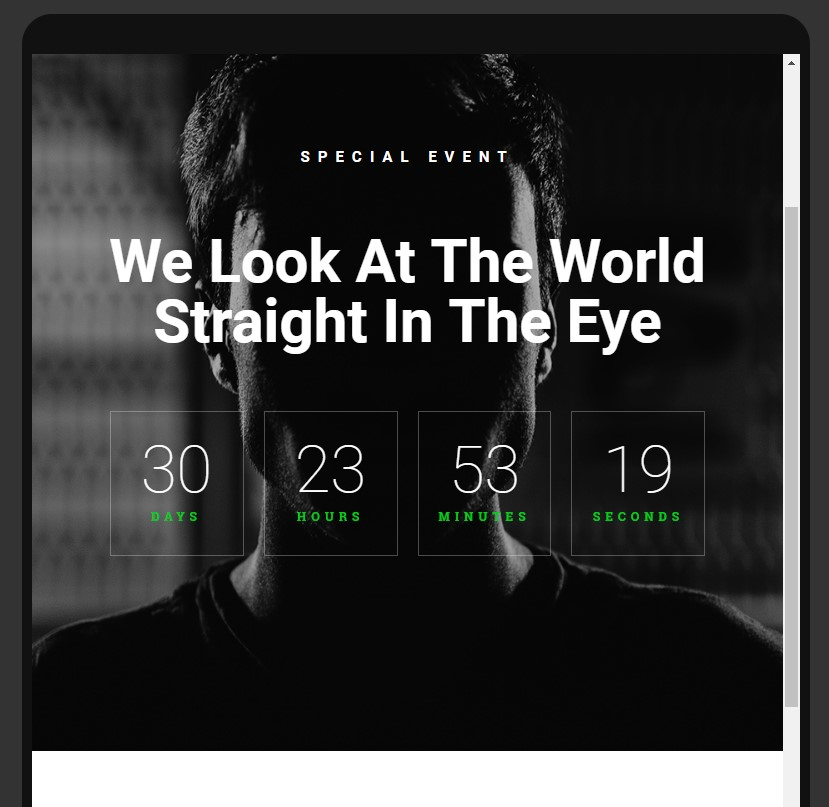 SPECIAL EVENT
We Look At The World
Straight In The Eye
30 23 53 19
DAYS HOURS MINUTES SECONDS